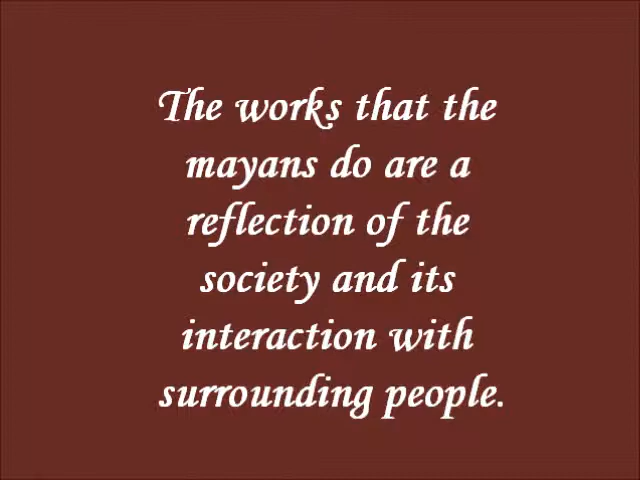 The works that the
mayans do are a
reflection of the
society and its
interaction with
surrounding people.